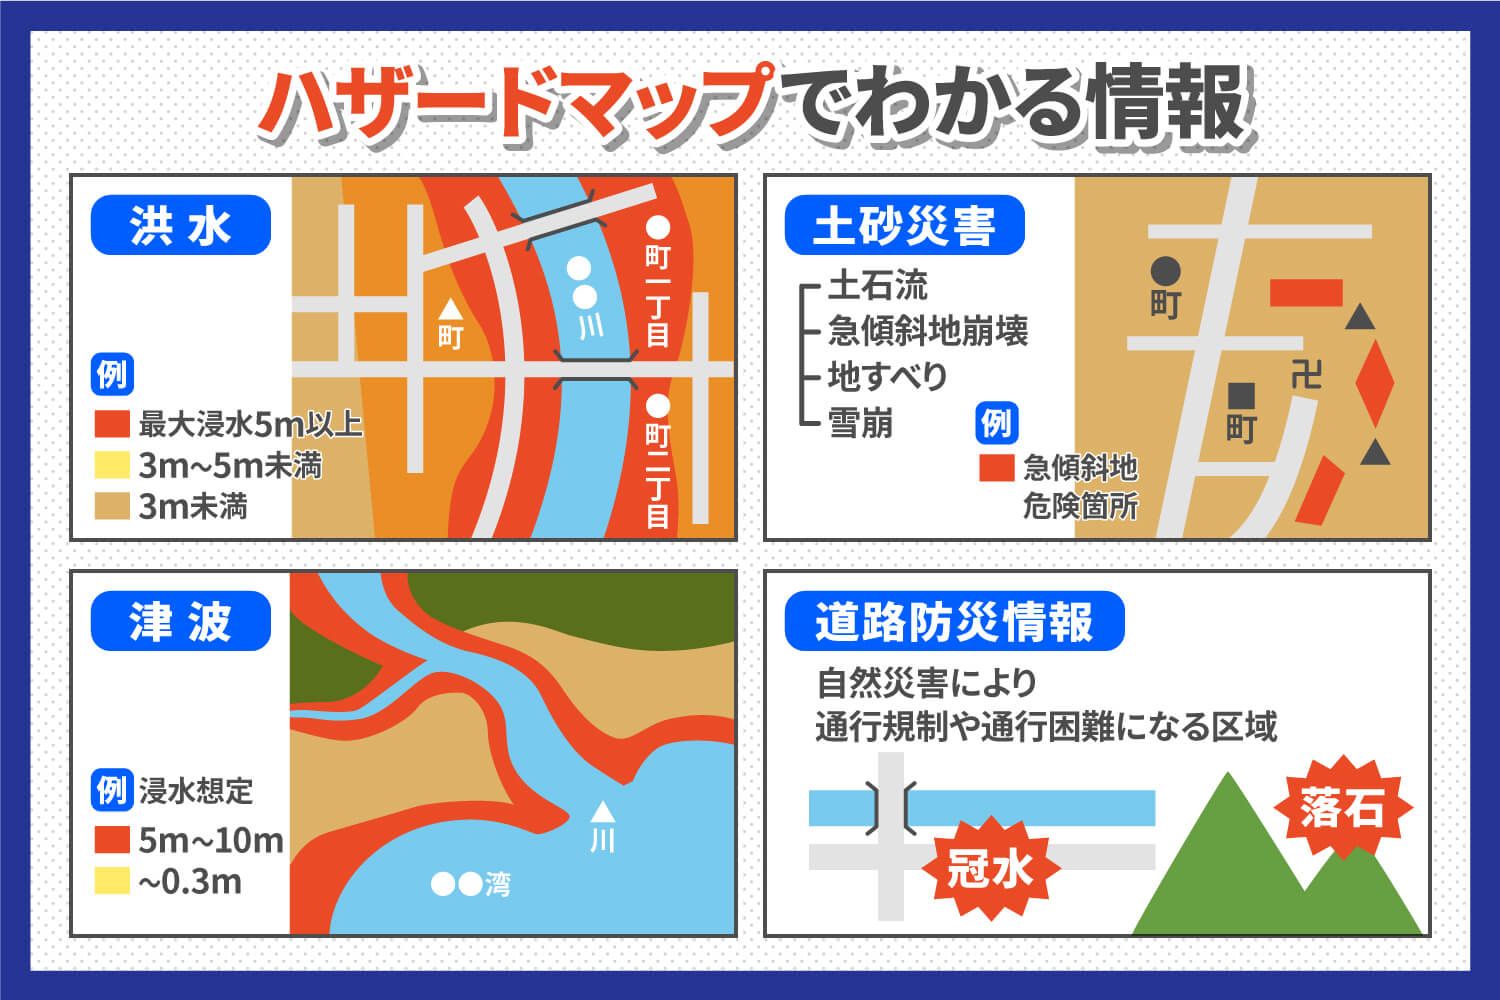 ハザードマップでわかる情報
洪水
例
最大浸水5m以上
3m～5m未満
3m未満
▲町
●●川
●町一丁目
●町二丁目
土砂災害
土石流
急傾斜地崩壊
地すべり
雪崩
例
急傾斜地
危険箇所
●町
■町
卍
津波
例 浸水想定
5m～10m
～0.3m
▲川
●●湾
道路防災情報
自然災害により
通行規制や通行困難になる区域
冠水
落石